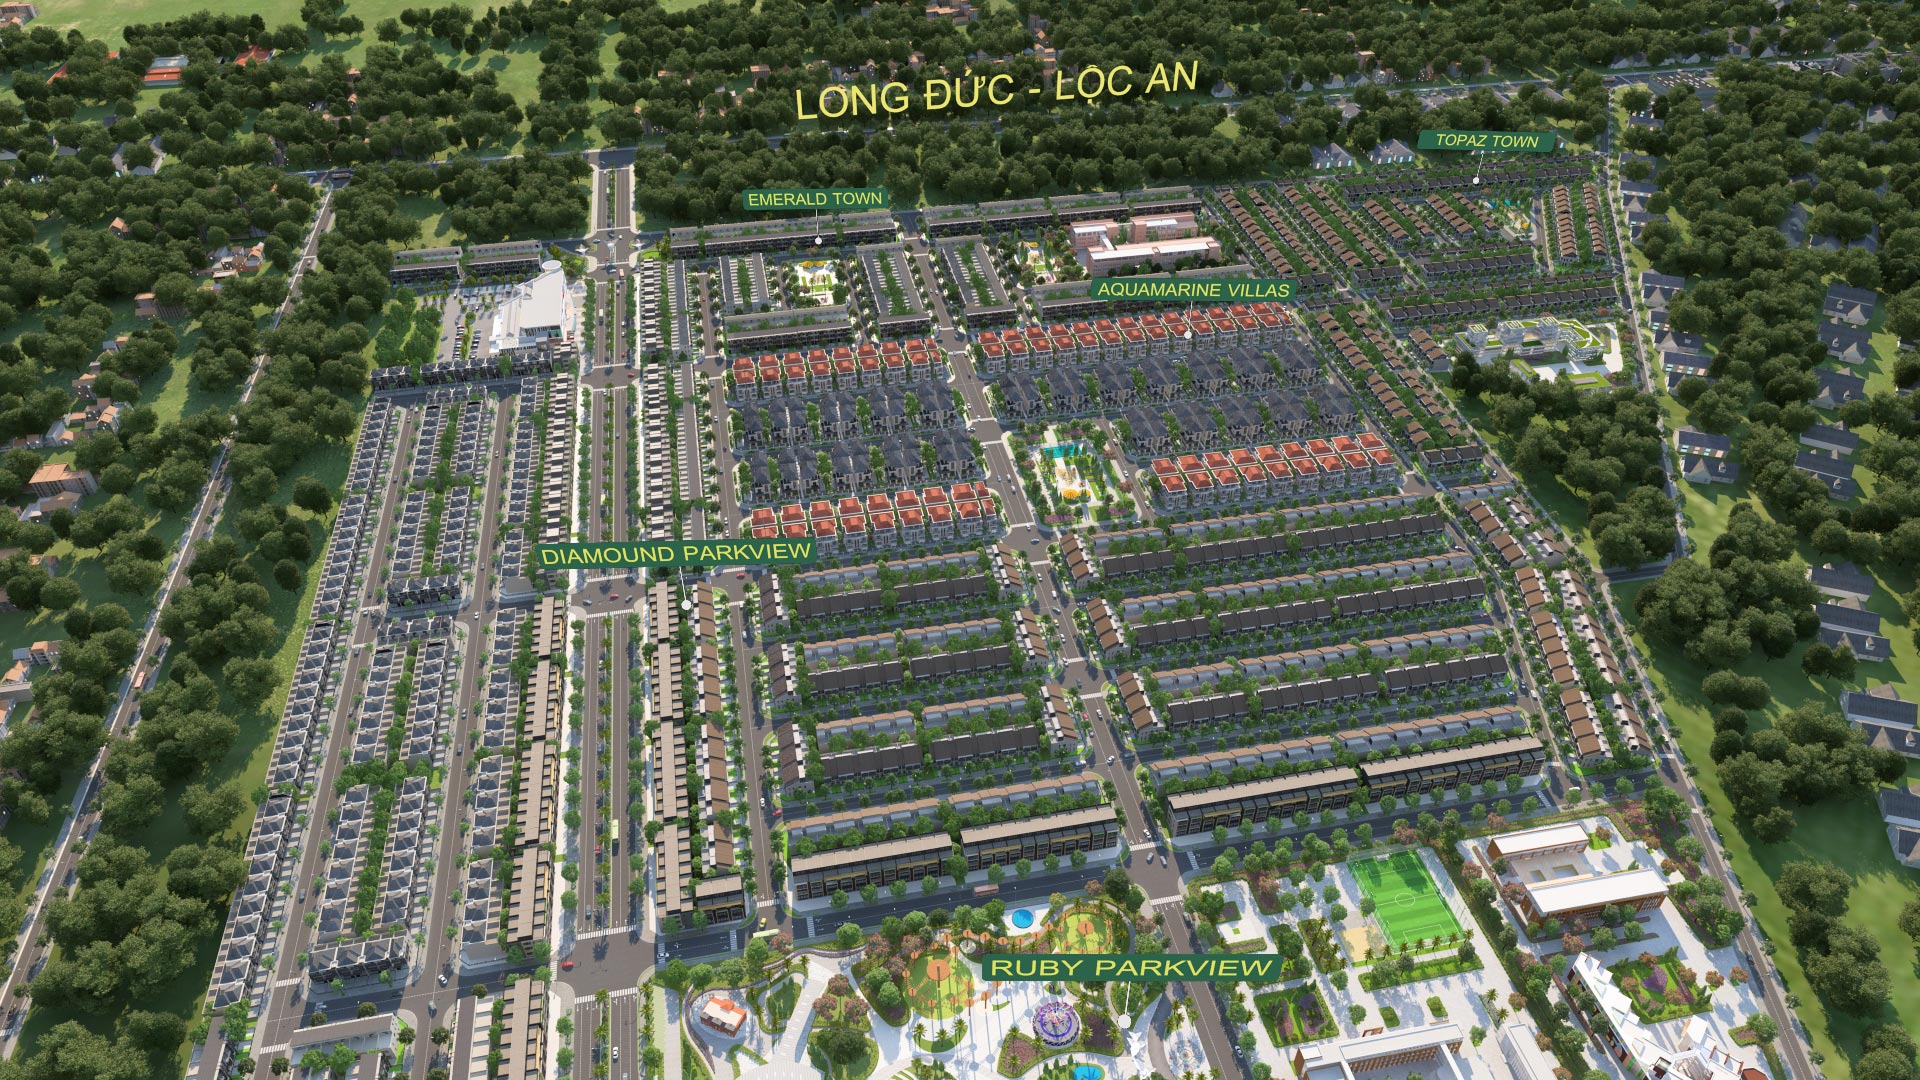 LONG ĐỨC - LỘC AN
TOPAZ TOWN
EMERALD TOWN
AQUAMARINE VILLAS
DIAMOUND PARKVIEW
RUBY PARKVIEW